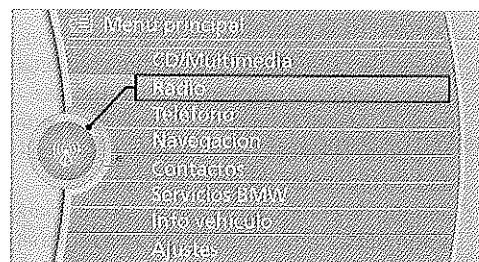 Menú principal
CD/Multimedia
Radio
Teléfono
Navegación
Contactos
Servicios BMW
Info vehículo
Ajustes